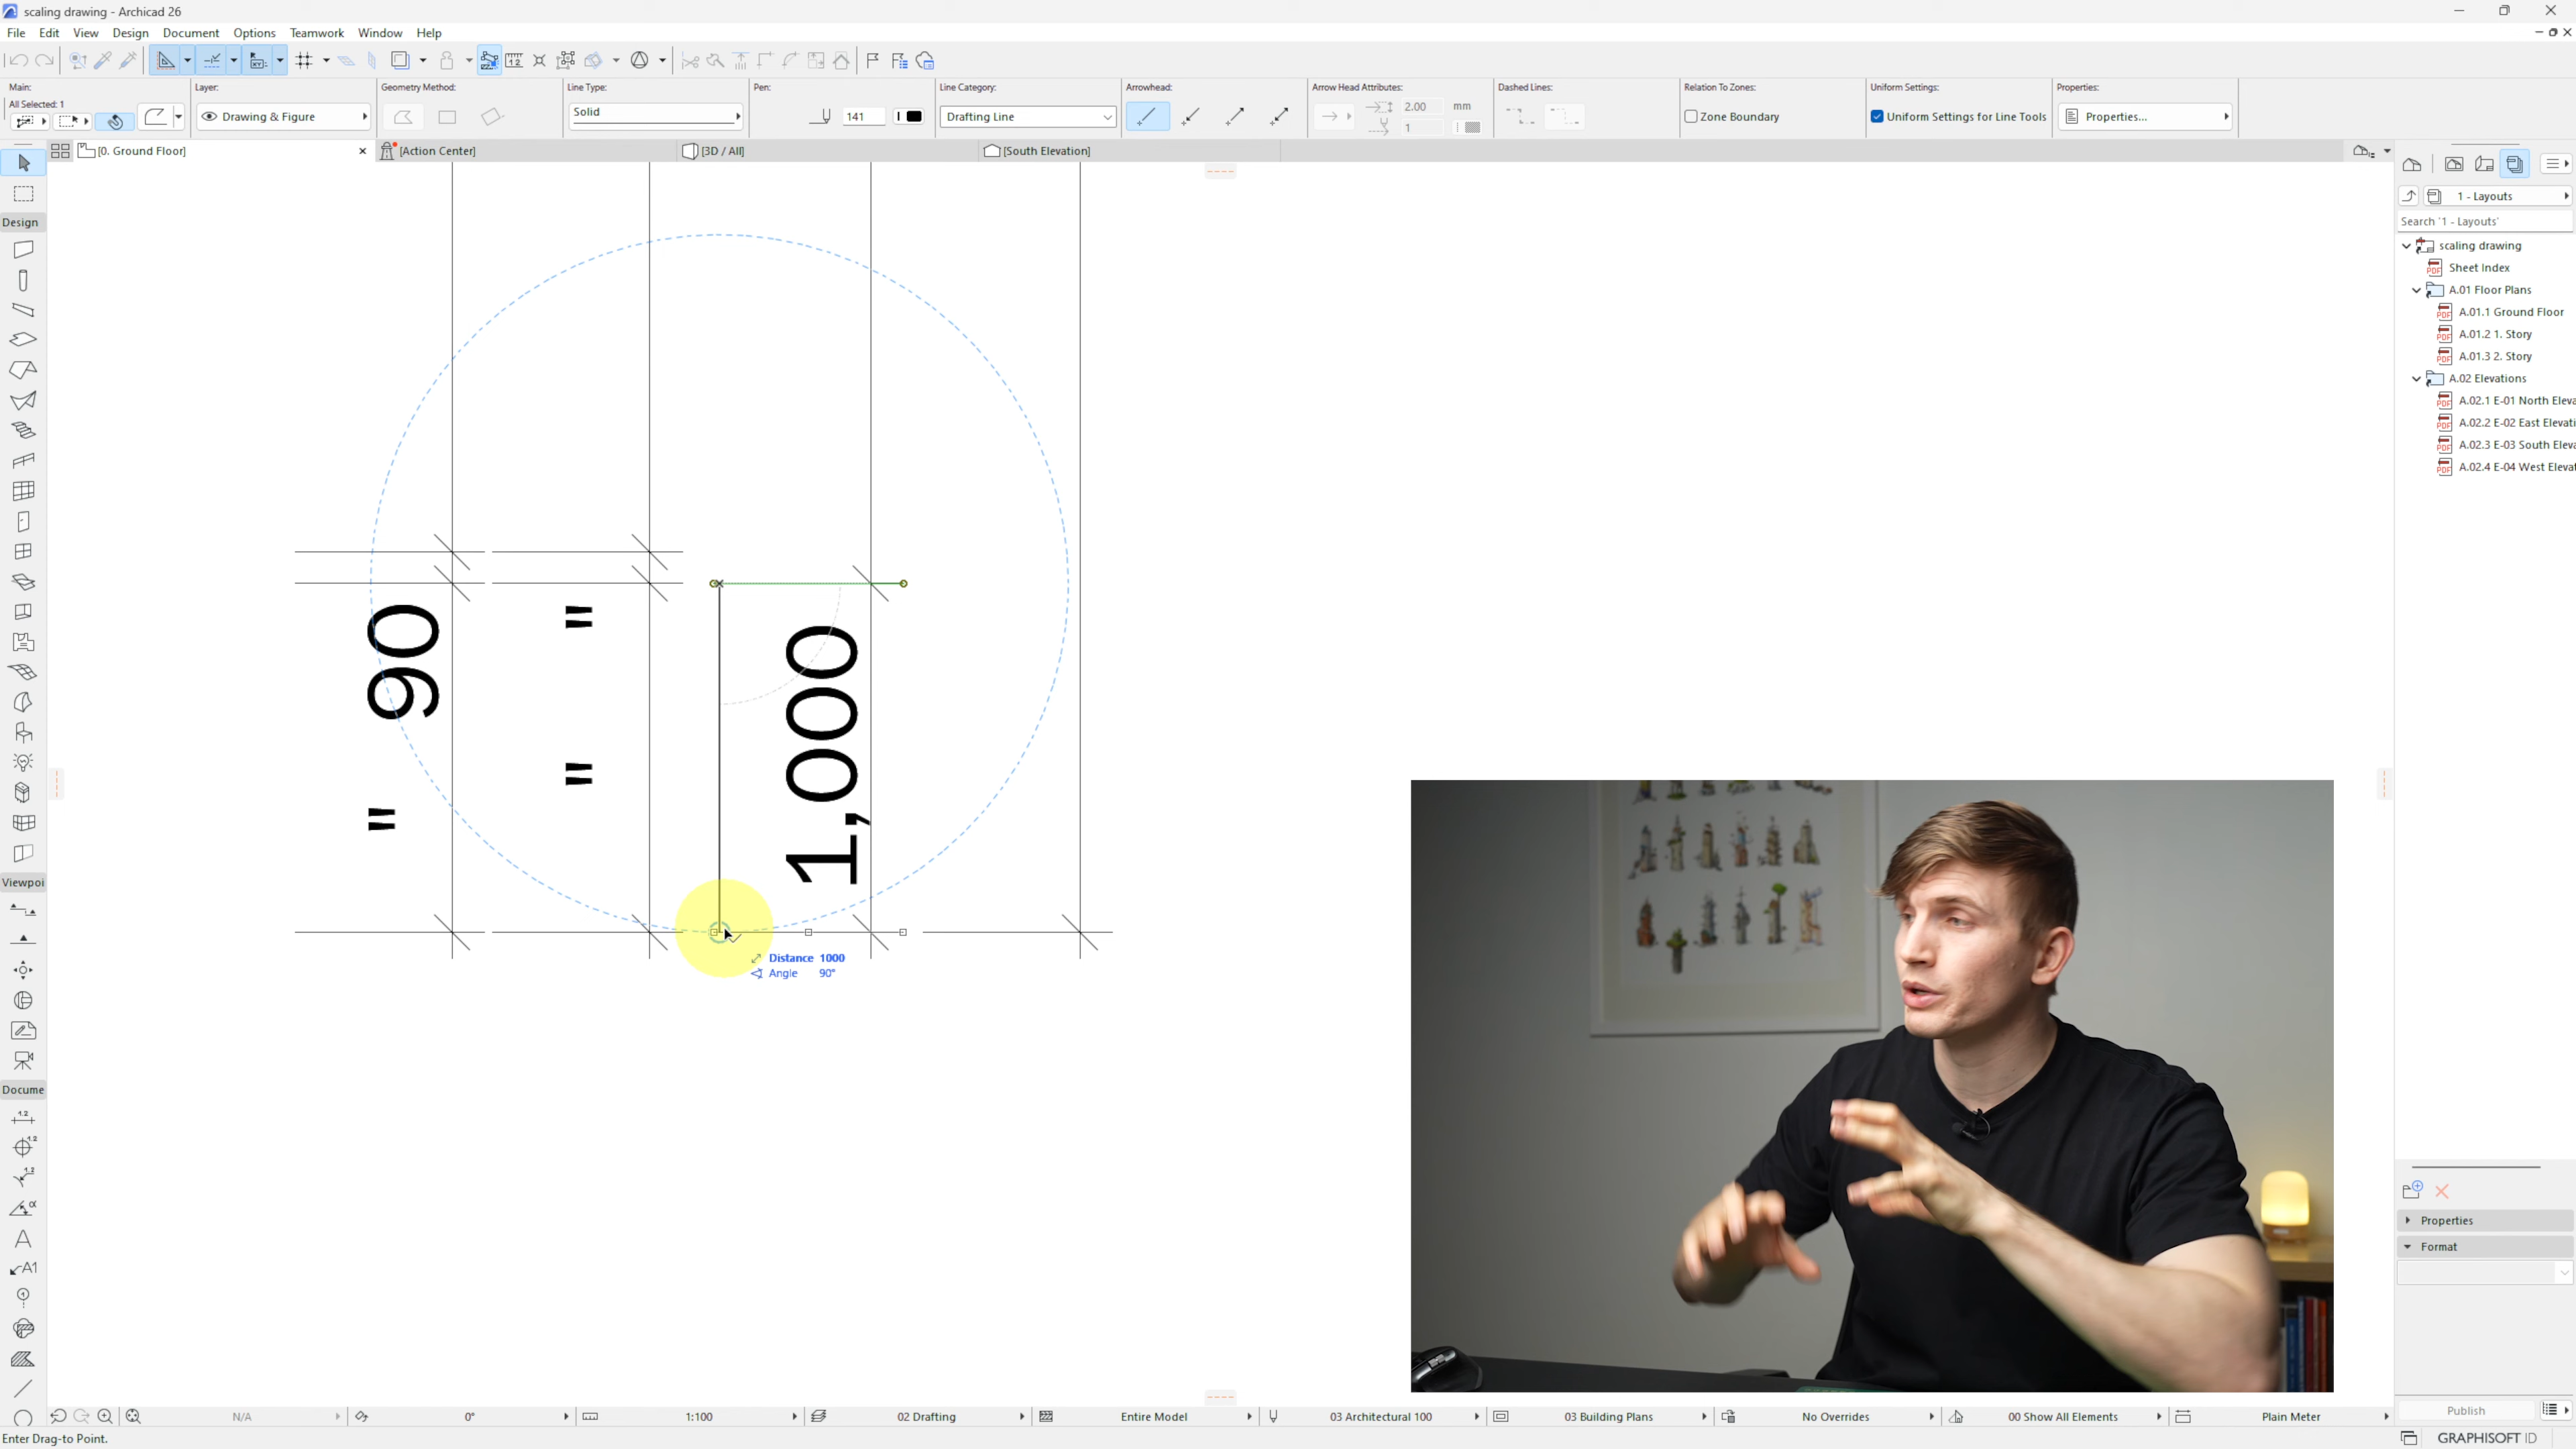 scaling drawing - Archicad 26
File Edit View Design Document Options Teamwork Window Help
Main: Layer: Geometry Method: Line Type: Pen: Line Category: Arrowhead: Arrow Head Attributes: Dashed Lines: Relation To Zones: Uniform Settings: Properties:
All Selected: 1
Drawing & Figure Solid 141 Drafting Line 2.00 mm 1 Zone Boundary Uniform Settings for Line Tools Properties...
[0. Ground Floor] [Action Center] [3D / All] [South Elevation]
Design
Viewpoi
Docume
90
"
"
"
1,000
Distance 1000
Angle 90°
1 - Layouts
Search '1 - Layouts'
scaling drawing
Sheet Index
A.01 Floor Plans
A.01.1 Ground Floor
A.01.2 1. Story
A.01.3 2. Story
A.02 Elevations
A.02.1 E-01 North Eleva
A.02.2 E-02 East Elevati
A.02.3 E-03 South Eleva
A.02.4 E-04 West Elevat
Properties
Format
N/A 0° 1:100 02 Drafting Entire Model 03 Architectural 100 03 Building Plans No Overrides 00 Show All Elements Plain Meter
Publish
Enter Drag-to Point.
GRAPHISOFT ID